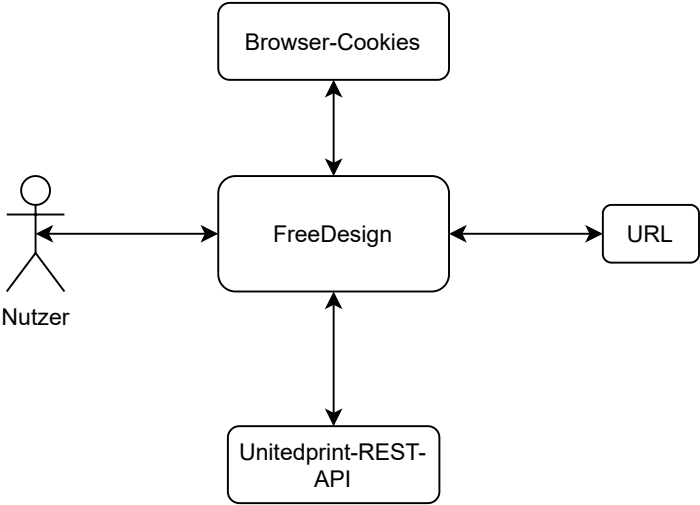 Browser-Cookies
FreeDesign
URL
Nutzer
Unitedprint-REST-
API